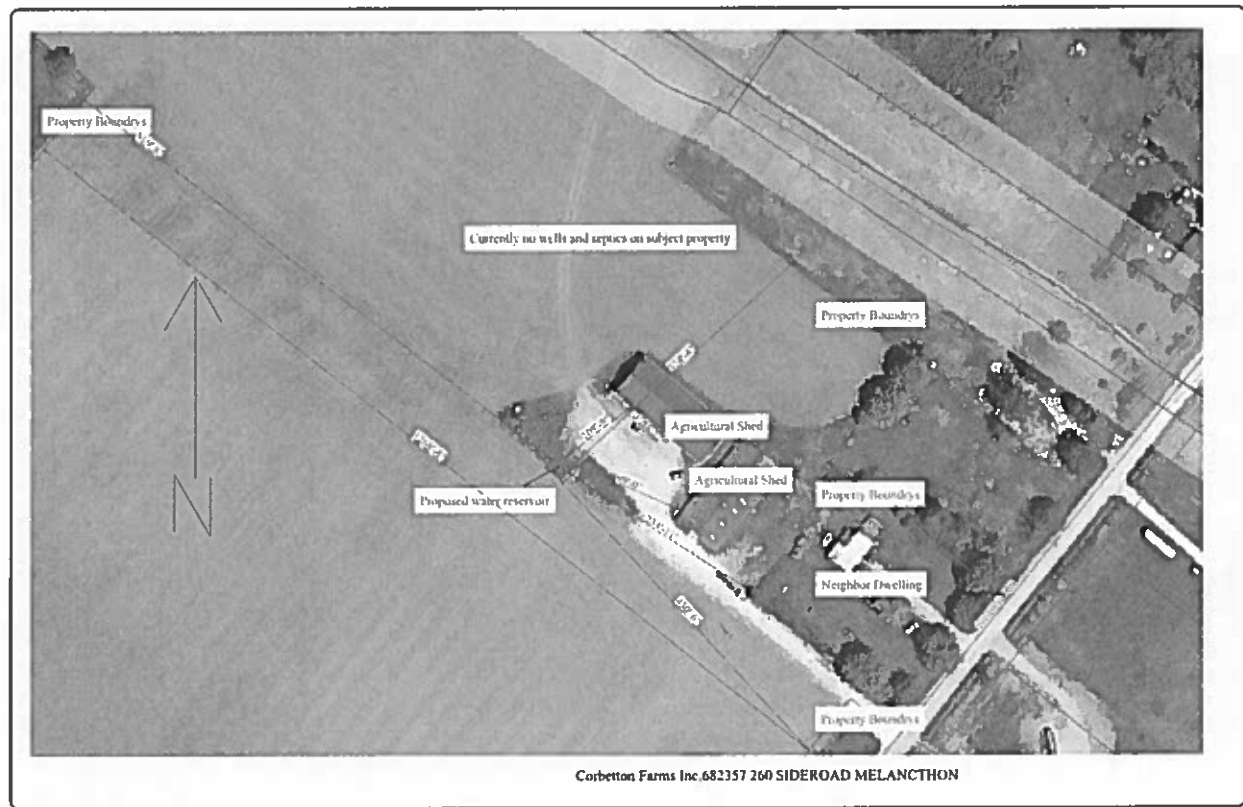 Property Boundrys
Currently no wells and septics on subject property
Property Boundrys
Agricultural Shed
Agricultural Shed
Proposed water reservoir
Property Boundrys
Neighbor Dwelling
N
Property Boundrys
Corbetton Farms Inc,682357 260 SIDEROAD MELANCTHON